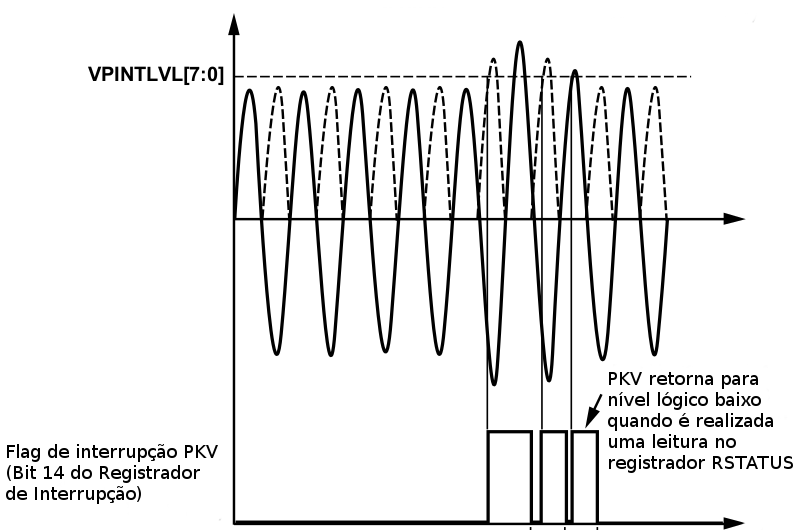 VPINTLVL[7:0]
PKV retorna para
nível lógico baixo
quando é realizada
uma leitura no
registrador RSTATUS
Flag de interrupção PKV
(Bit 14 do Registrador
de Interrupção)